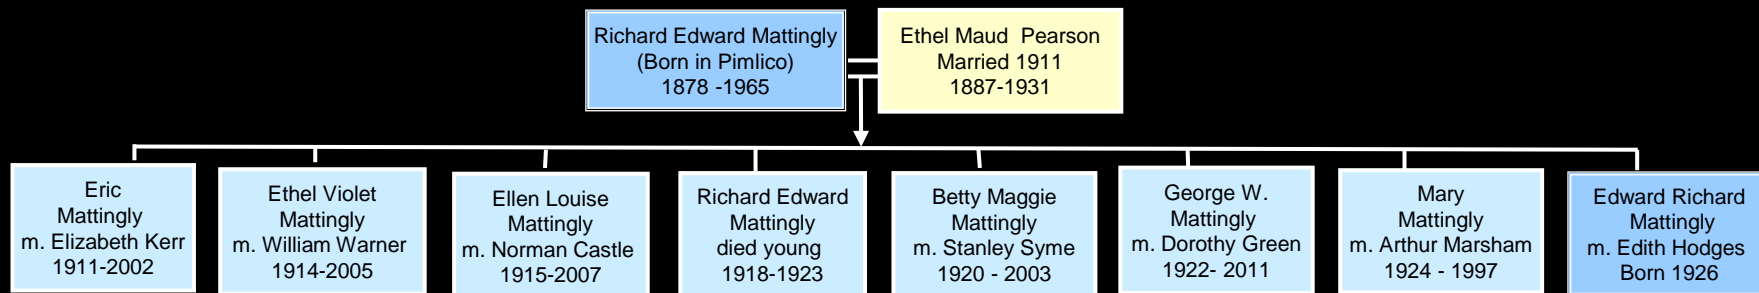 Richard Edward Mattingly
(Born in Pimlico)
1878 -1965
Ethel Maud Pearson
Married 1911
1887-1931
Eric
Mattingly
m. Elizabeth Kerr
1911-2002
Ethel Violet
Mattingly
m. William Warner
1914-2005
Ellen Louise
Mattingly
m. Norman Castle
1915-2007
Richard Edward
Mattingly
died young
1918-1923
Betty Maggie
Mattingly
m. Stanley Syme
1920 - 2003
George W.
Mattingly
m. Dorothy Green
1922- 2011
Mary
Mattingly
m. Arthur Marsham
1924 - 1997
Edward Richard
Mattingly
m. Edith Hodges
Born 1926